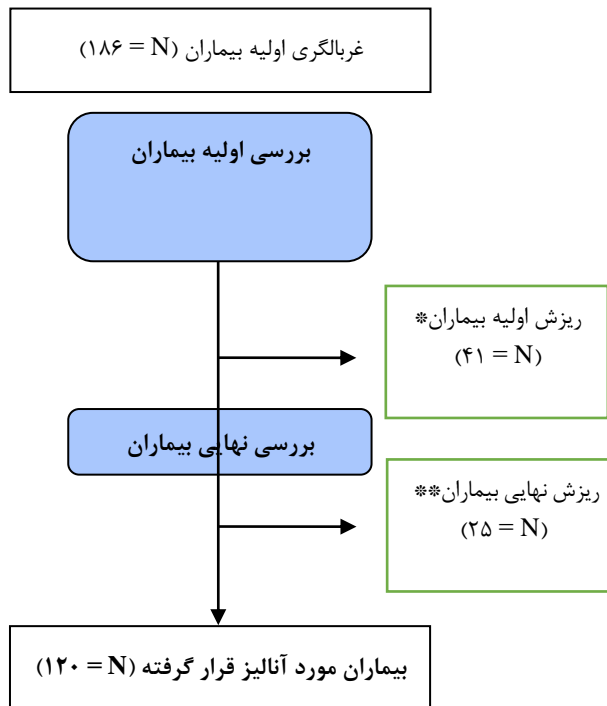 غربالگری اولیه بیماران (N = ۱۸۶)
بررسی اولیه بیماران
ریزش اولیه بیماران*
(N = ۴۱)
بررسی نهایی بیماران
ریزش نهایی بیماران**
(N = ۲۵)
بیماران مورد آنالیز قرار گرفته (N = ۱۲۰)